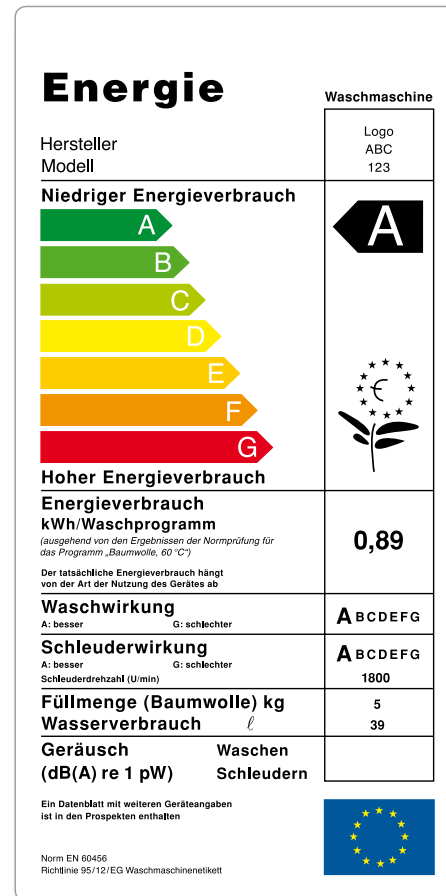 Energie
Waschmaschine
Hersteller
Modell
Logo
ABC
123
Niedriger Energieverbrauch
A
A
B
C
D
E
F
G
Hoher Energieverbrauch
Energieverbrauch
kWh/Waschprogramm
(ausgehend von den Ergebnissen der Normprüfung für
das Programm „Baumwolle, 60 °C“)
0,89
Der tatsächliche Energieverbrauch hängt
von der Art der Nutzung des Gerätes ab
Waschwirkung
A: besser G: schlechter
A BCDEFG
Schleuderwirkung
A: besser G: schlechter
Schleuderdrehzahl (U/min)
A BCDEFG
1800
Füllmenge (Baumwolle) kg 5
Wasserverbrauch ℓ 39
Geräusch Waschen
(dB(A) re 1 pW) Schleudern
Ein Datenblatt mit weiteren Geräteangaben
ist in den Prospekten enthalten
Norm EN 60456
Richtlinie 95/12/EG Waschmaschinenetikett